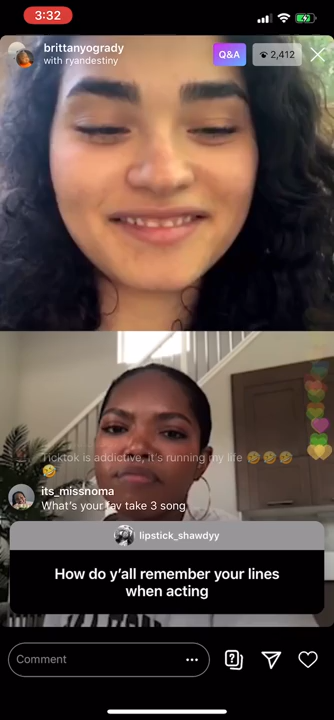 3:32
brittanyogrady
with ryandestiny
Q&A
2,412
Ticktok is addictive, it's running my life 🤣🤣🤣
🤣
its_missnoma
What's your fav take 3 song
lipstick_shawdyy
How do y'all remember your lines
when acting
Comment